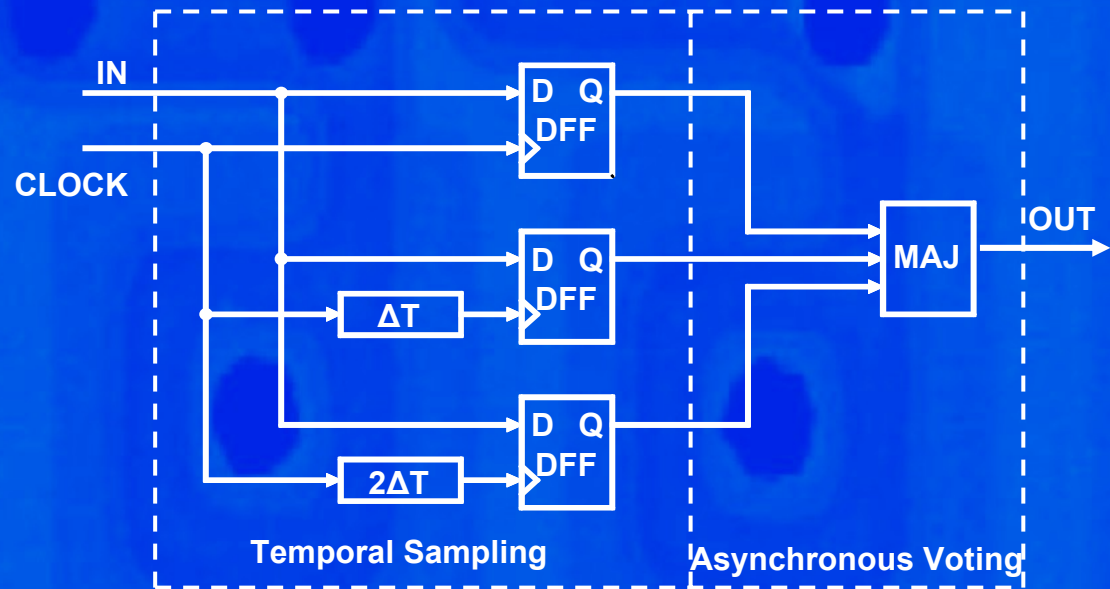 IN
D Q
DFF
CLOCK
OUT
D Q
DFF
MAJ
ΔT
D Q
DFF
2ΔT
Temporal Sampling
Asynchronous Voting